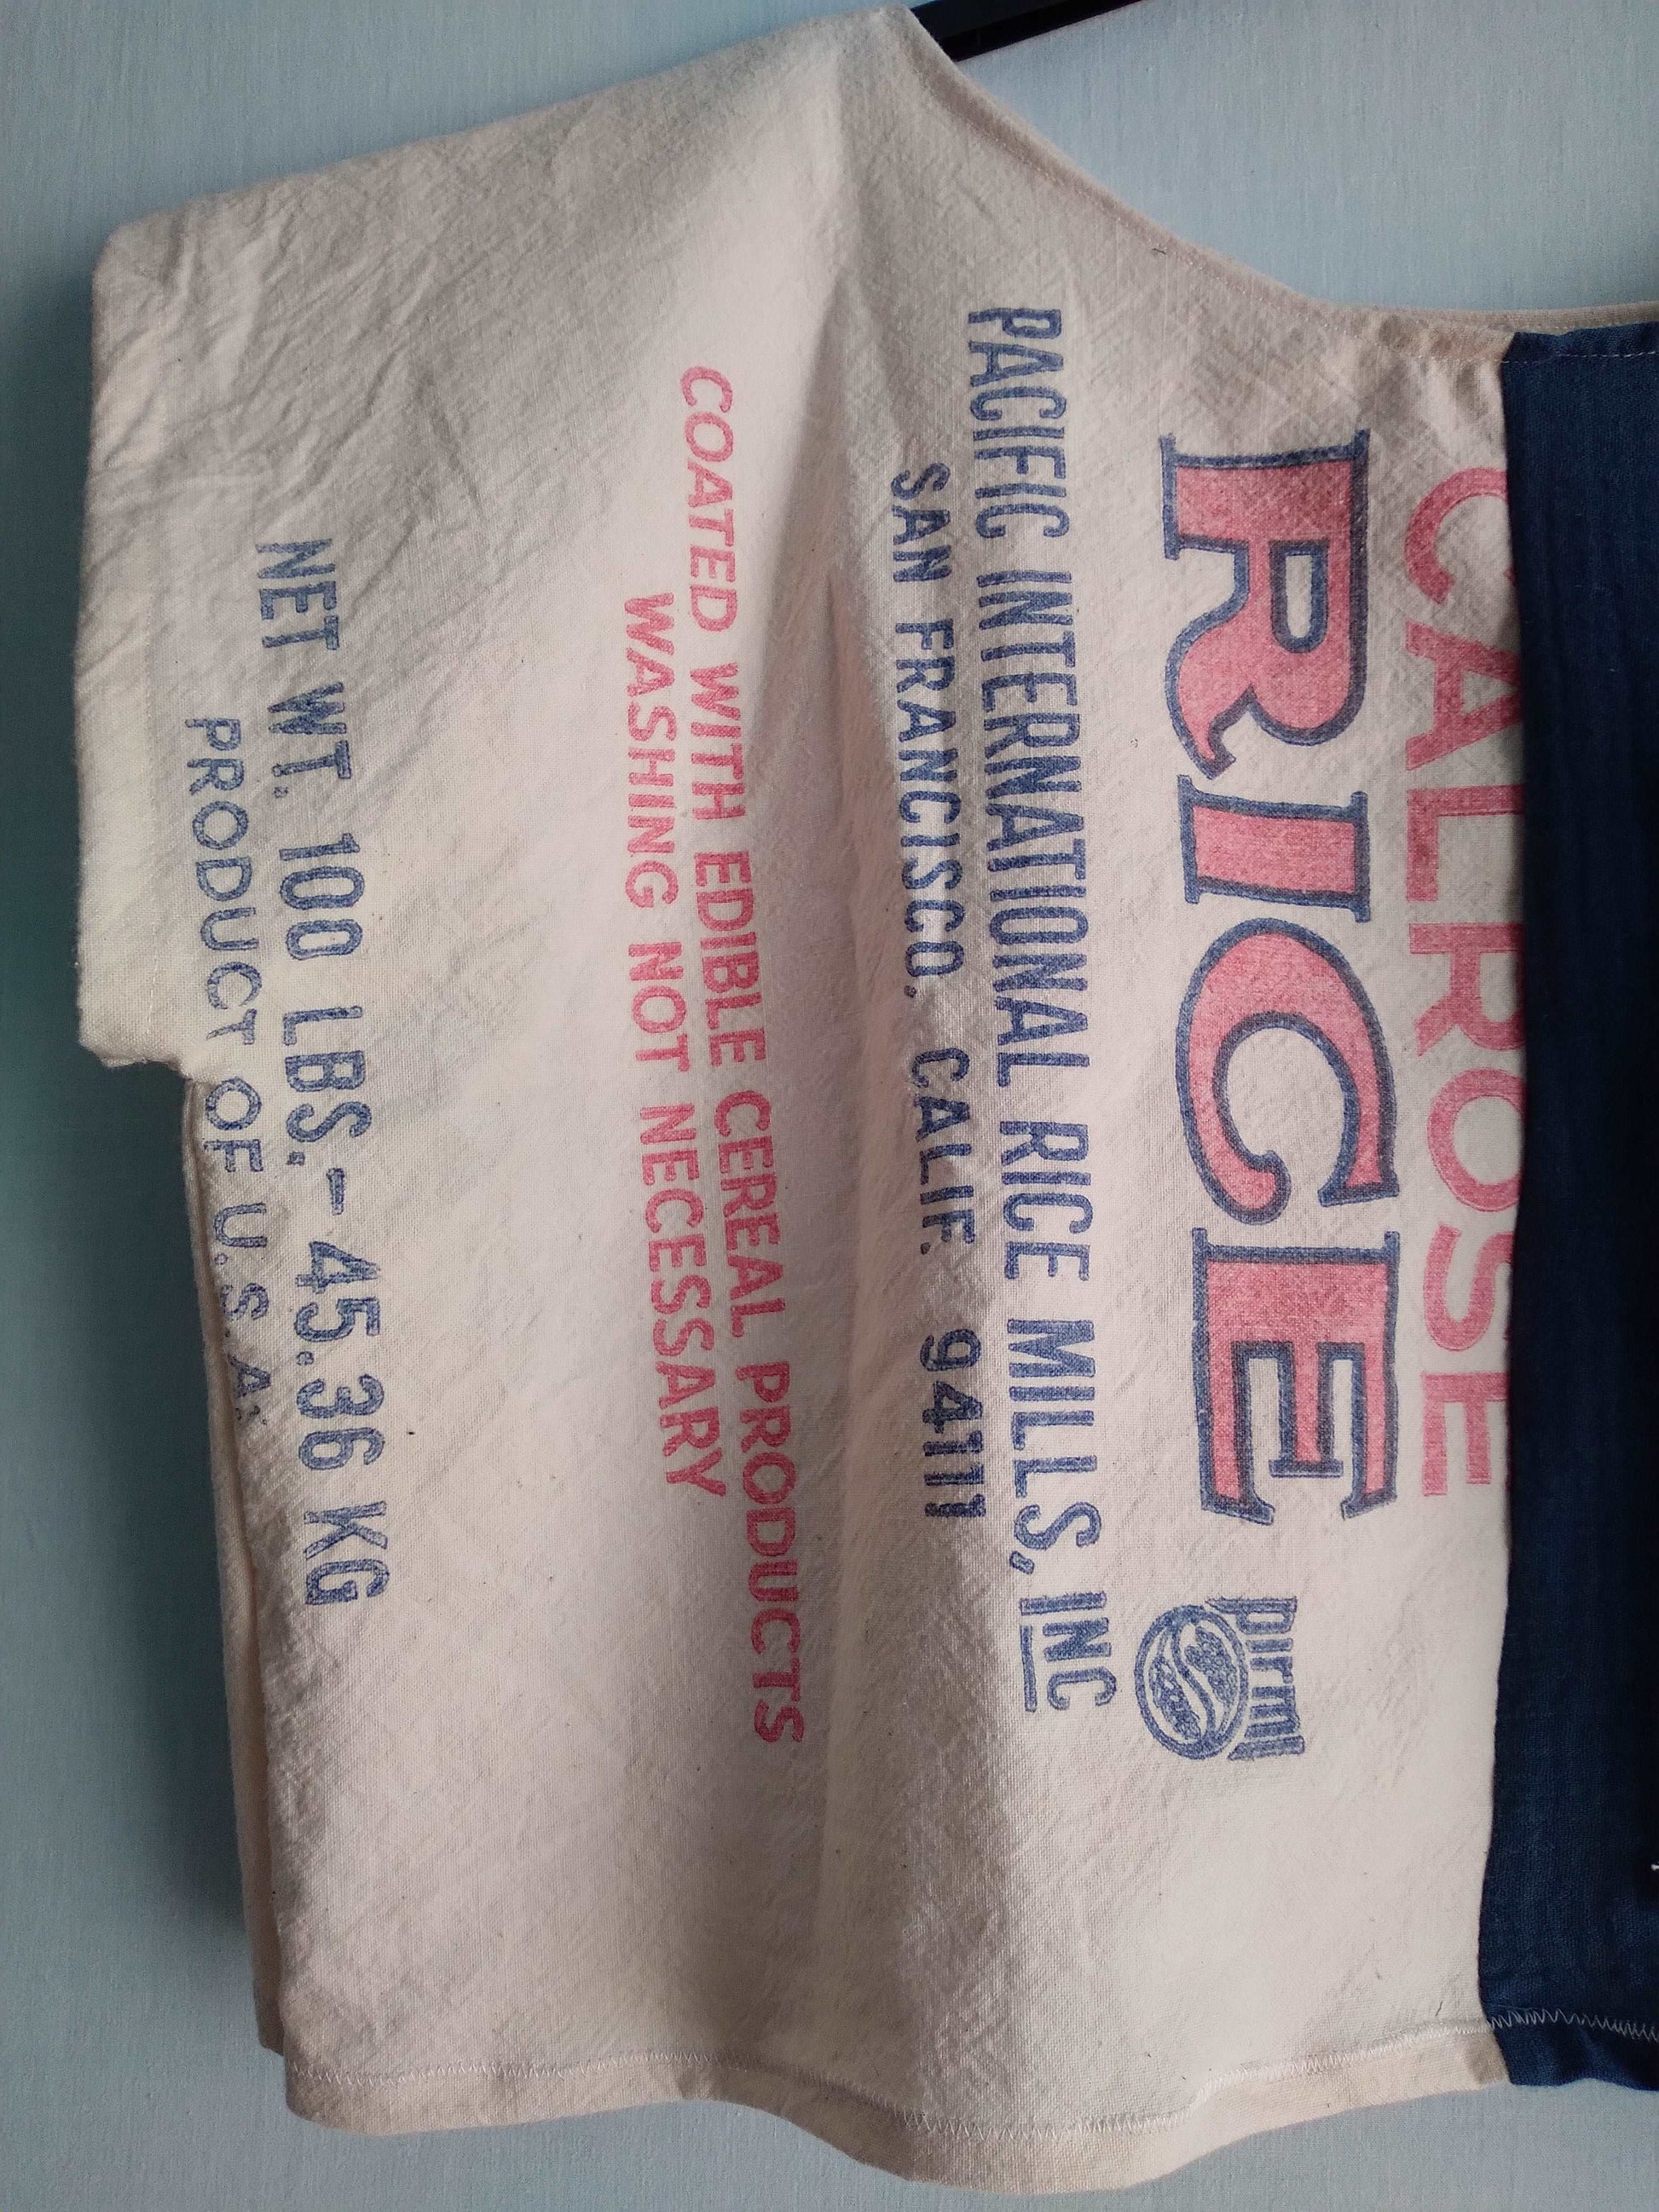 CALROSE
RICE
pirmi
PACIFIC INTERNATIONAL RICE MILLS, INC
SAN FRANCISCO, CALIF. 94111
COATED WITH EDIBLE CEREAL PRODUCTS
WASHING NOT NECESSARY
NET WT. 100 LBS.- 45.36 KG
PRODUCT OF U.S.A.